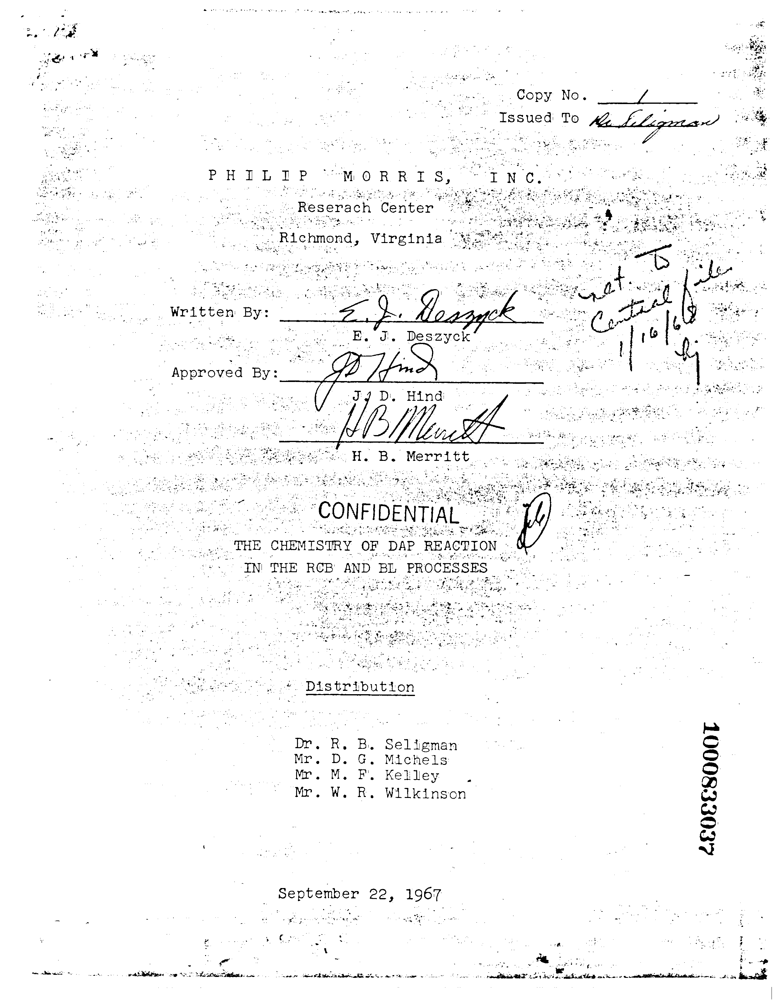 Copy No. 1
Issued To Dr Seligman
PHILIP MORRIS, INC.
Reserach Center
Richmond, Virginia
ret. To
Central file
1/16/68
Written By: E. J. Deszyck
E. J. Deszyck
Approved By: JD Hind
J. D. Hind
HB Merritt
H. B. Merritt
CONFIDENTIAL
THE CHEMISTRY OF DAP REACTION
IN THE RCB AND BL PROCESSES
Distribution
Dr. R. B. Seligman
Mr. D. G. Michels
Mr. M. F. Kelley
Mr. W. R. Wilkinson
1000833037
September 22, 1967